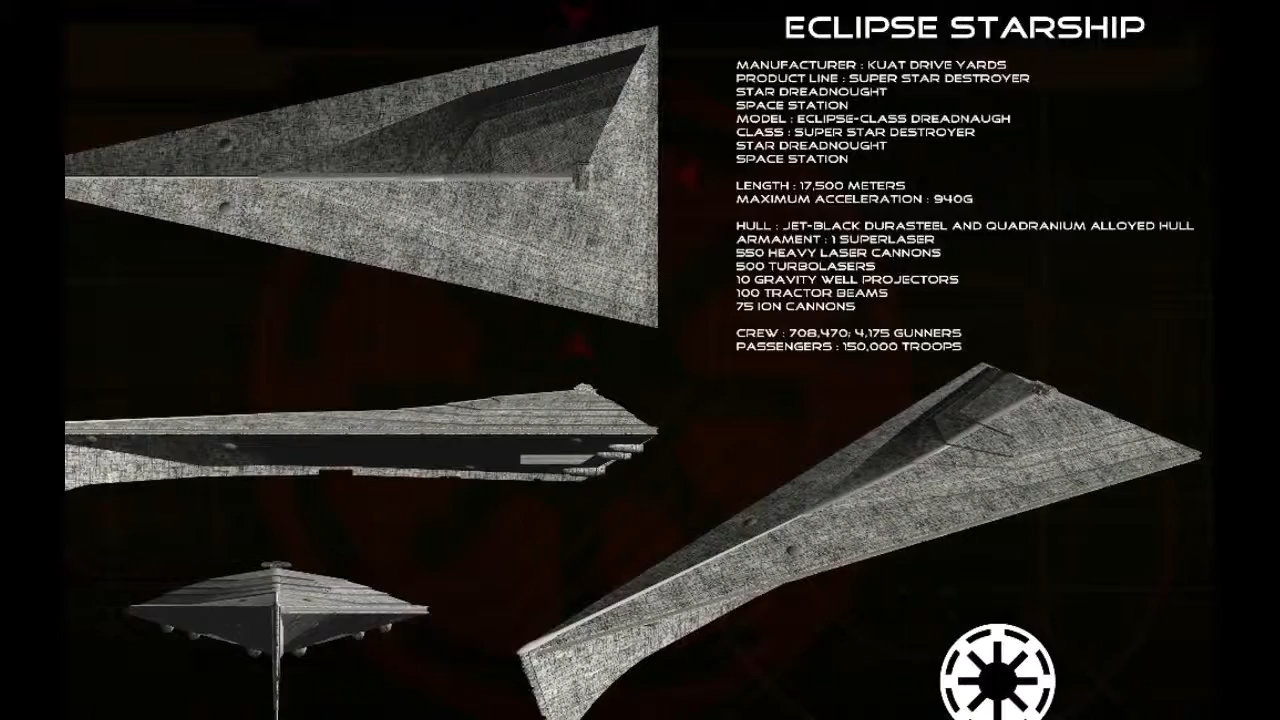 ECLIPSE STARSHIP
MANUFACTURER : KUAT DRIVE YARDS
PRODUCT LINE : SUPER STAR DESTROYER
STAR DREADNOUGHT
SPACE STATION
MODEL : ECLIPSE-CLASS DREADNAUGH
CLASS : SUPER STAR DESTROYER
STAR DREADNOUGHT
SPACE STATION
LENGTH : 17,500 METERS
MAXIMUM ACCELERATION : 940G
HULL : JET-BLACK DURASTEEL AND QUADRANIUM ALLOYED HULL
ARMAMENT : 1 SUPERLASER
550 HEAVY LASER CANNONS
500 TURBOLASERS
10 GRAVITY WELL PROJECTORS
100 TRACTOR BEAMS
75 ION CANNONS
CREW : 708,470; 4,175 GUNNERS
PASSENGERS : 150,000 TROOPS